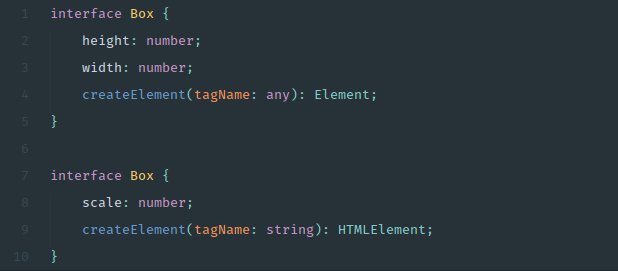 1 interface Box {
2     height: number;
3     width: number;
4     createElement(tagName: any): Element;
5 }
6
7 interface Box {
8     scale: number;
9     createElement(tagName: string): HTMLElement;
10 }